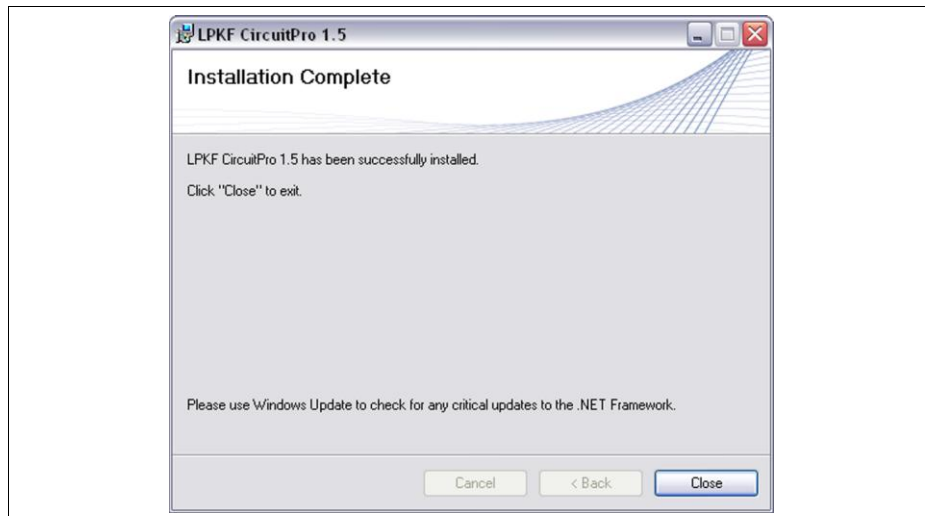 LPKF CircuitPro 1.5
Installation Complete
LPKF CircuitPro 1.5 has been successfully installed.
Click "Close" to exit.
Please use Windows Update to check for any critical updates to the .NET Framework.
Cancel
< Back
Close